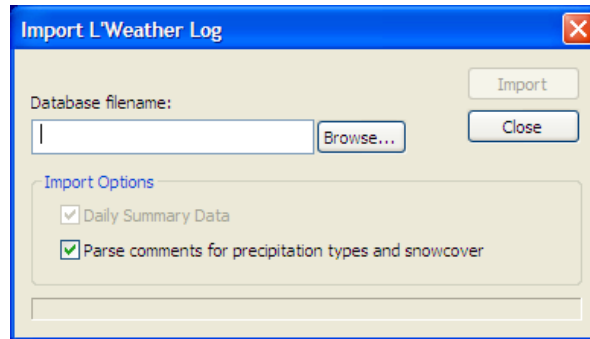 Import L'Weather Log
Import
Database filename:
Close
Browse...
Import Options
Daily Summary Data
Parse comments for precipitation types and snowcover